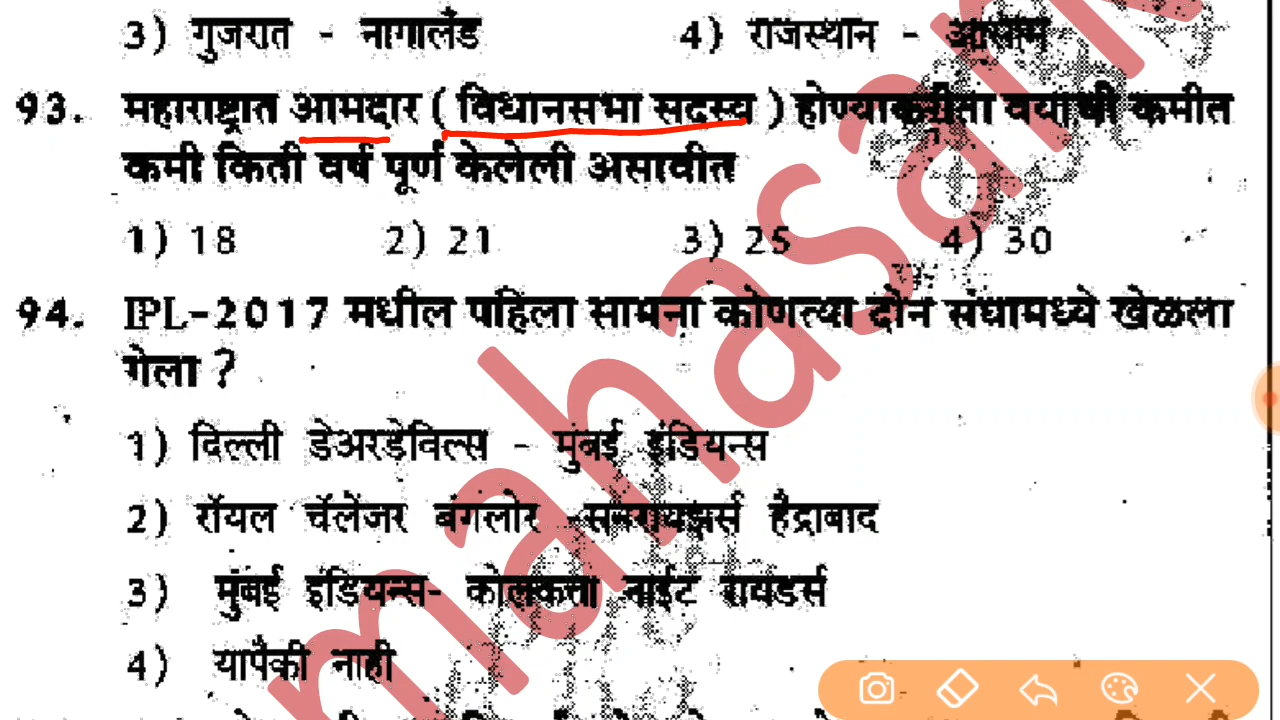 3) गुजरात - नागालँड 4) राजस्थान - आसाम
93. महाराष्ट्रात आमदार ( विधानसभा सदस्य ) होण्याकरीता वयाची कमीत
कमी किती वर्ष पूर्ण केलेली असावीत
1) 18 2) 21 3) 25 4) 30
94. IPL-2017 मधील पहिला सामना कोणत्या दोन संघामध्ये खेळला
गेला ?
1) दिल्ली डेअरडेविल्स - मुंबई इंडियन्स
2) रॉयल चॅलेंजर बंगलोर -सनरायझर्स हैद्राबाद
3) मुंबई इंडियन्स- कोलकत्ता नाईट रायडर्स
4) यापैकी नाही